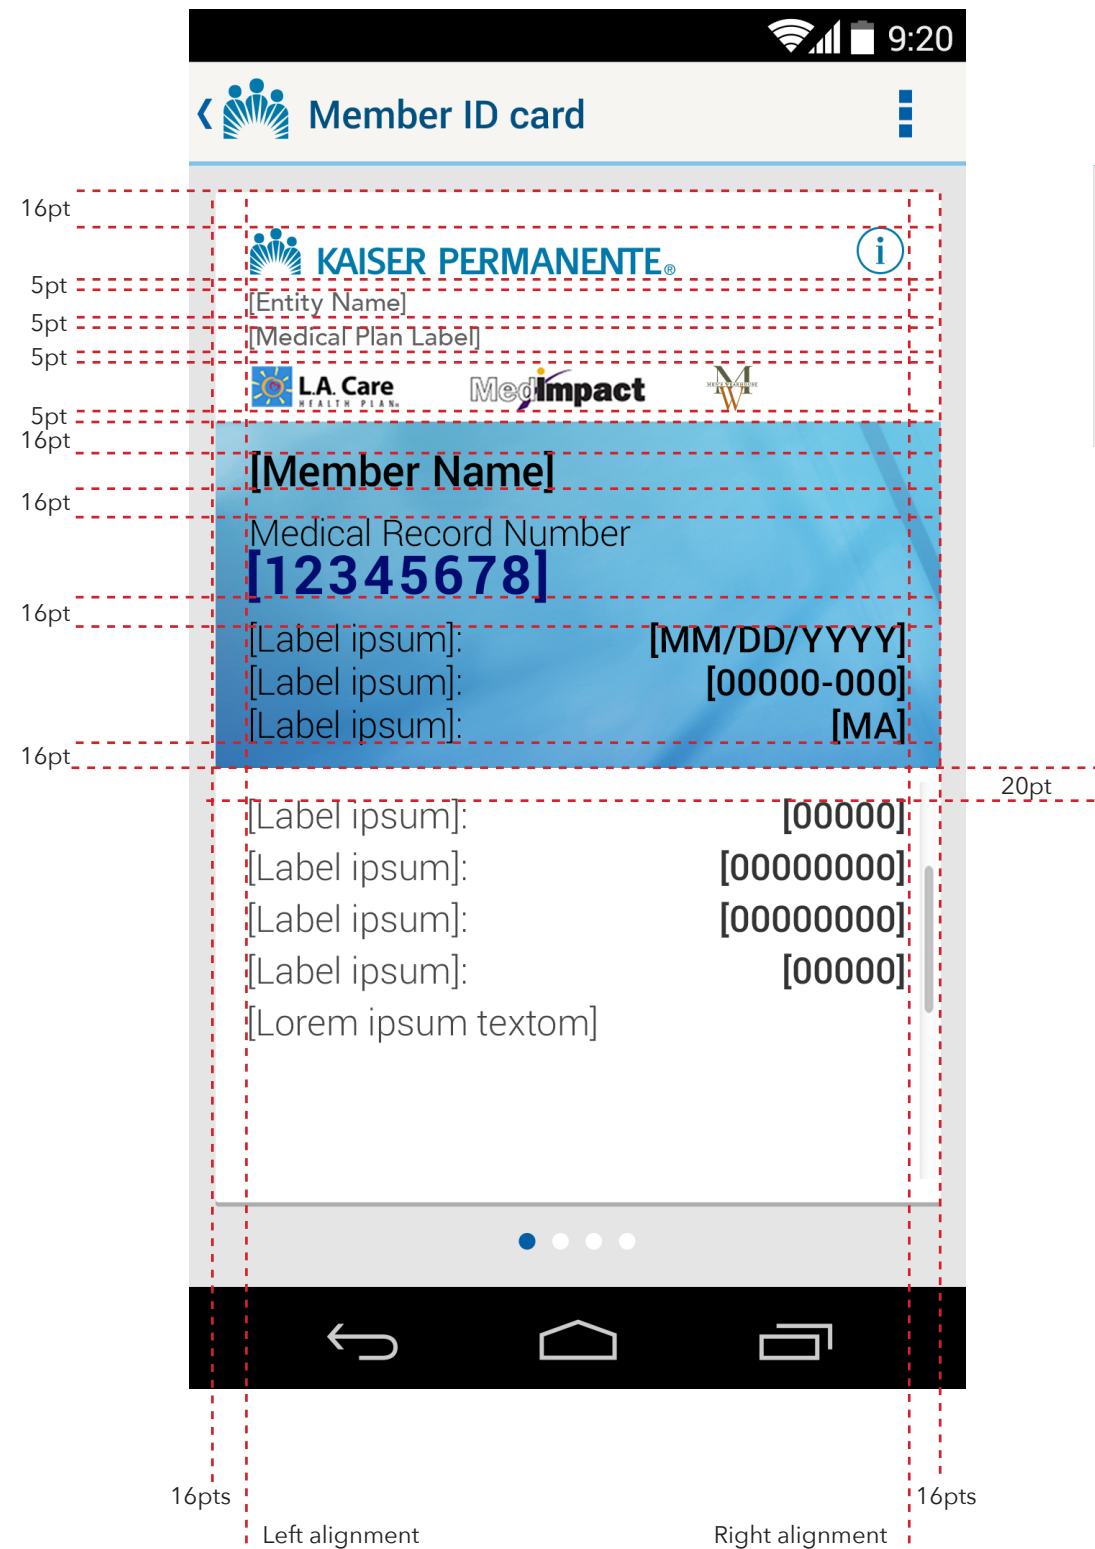 9:20
Member ID card
16pt
KAISER PERMANENTE®
i
5pt
[Entity Name]
5pt
[Medical Plan Label]
5pt
L.A. Care
HEALTH PLAN
MedImpact
MEN'S WEARHOUSE
MW
5pt
16pt
[Member Name]
16pt
Medical Record Number
[12345678]
16pt
[Label ipsum]: [MM/DD/YYYY]
[Label ipsum]: [00000-000]
[Label ipsum]: [MA]
16pt
20pt
[Label ipsum]: [00000]
[Label ipsum]: [00000000]
[Label ipsum]: [00000000]
[Label ipsum]: [00000]
[Lorem ipsum textom]
16pts
16pts
Left alignment
Right alignment